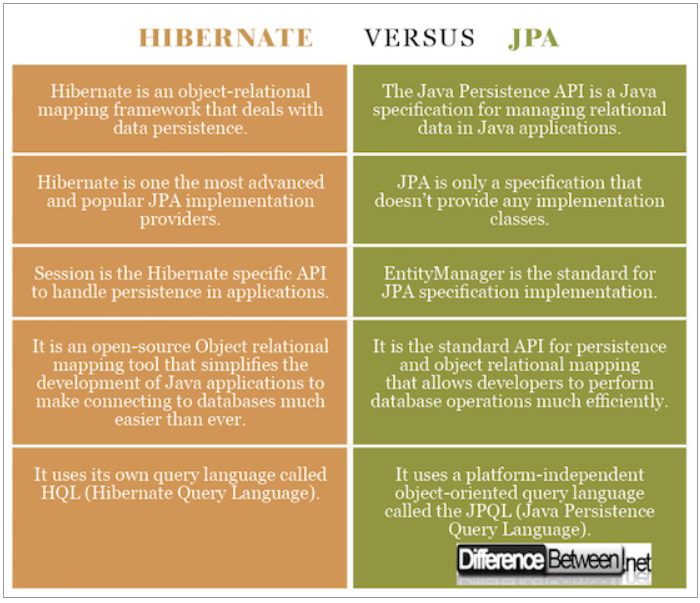 HIBERNATE VERSUS JPA
Hibernate is an object-relational
mapping framework that deals with
data persistence.
The Java Persistence API is a Java
specification for managing relational
data in Java applications.
Hibernate is one the most advanced
and popular JPA implementation
providers.
JPA is only a specification that
doesn't provide any implementation
classes.
Session is the Hibernate specific API
to handle persistence in applications.
EntityManager is the standard for
JPA specification implementation.
It is an open-source Object relational
mapping tool that simplifies the
development of Java applications to
make connecting to databases much
easier than ever.
It is the standard API for persistence
and object relational mapping
that allows developers to perform
database operations much efficiently.
It uses its own query language called
HQL (Hibernate Query Language).
It uses a platform-independent
object-oriented query language
called the JPQL (Java Persistence
Query Language).
DifferenceBetween.net